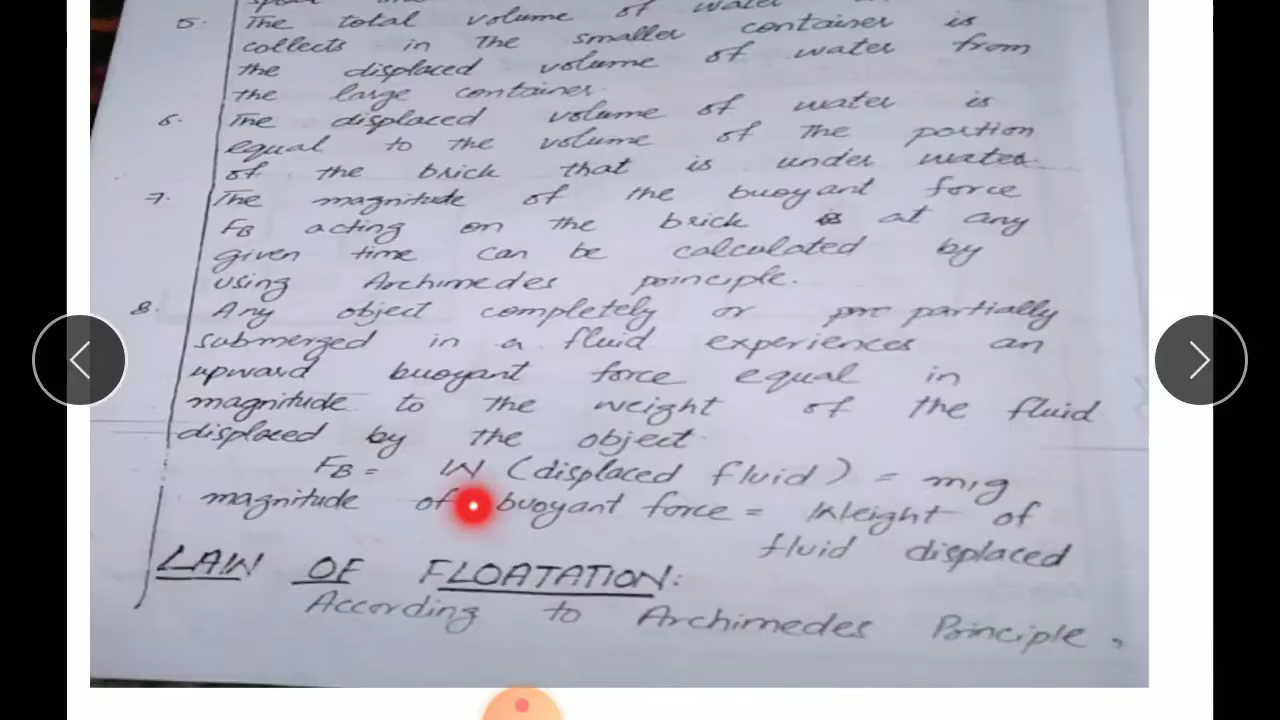 5. The total volume of water
collects in the smaller container is
the displaced volume of water from
the large container.
6. The displaced volume of water is
equal to the volume of the portion
of the brick that is under water.
7. The magnitude of the buoyant force
FB acting on the brick at any
given time can be calculated by
using Archimedes principle.
8. Any object completely or partially
submerged in a fluid experiences an
upward buoyant force equal in
magnitude to the weight of the fluid
displaced by the object.
FB = W (displaced fluid) = m1g
magnitude of buoyant force = Weight of
fluid displaced
LAW OF FLOATATION:
According to Archimedes Principle,